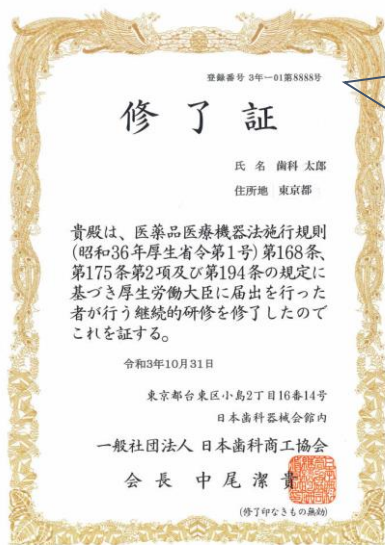 登録番号 3年－01第8888号
修了証
氏 名 歯科 太郎
住所地 東京都
貴殿は、医薬品医療機器法施行規則
(昭和36年厚生省令第1号)第168条、
第175条第2項及び第194条の規定に
基づき厚生労働大臣に届出を行った
者が行う継続的研修を修了したので
これを証する。
令和3年10月31日
東京都台東区小島2丁目16番14号
日本歯科器械会館内
一般社団法人 日本歯科商工協会
会 長 中 尾 潔 貴
(修了印なきもの無効)